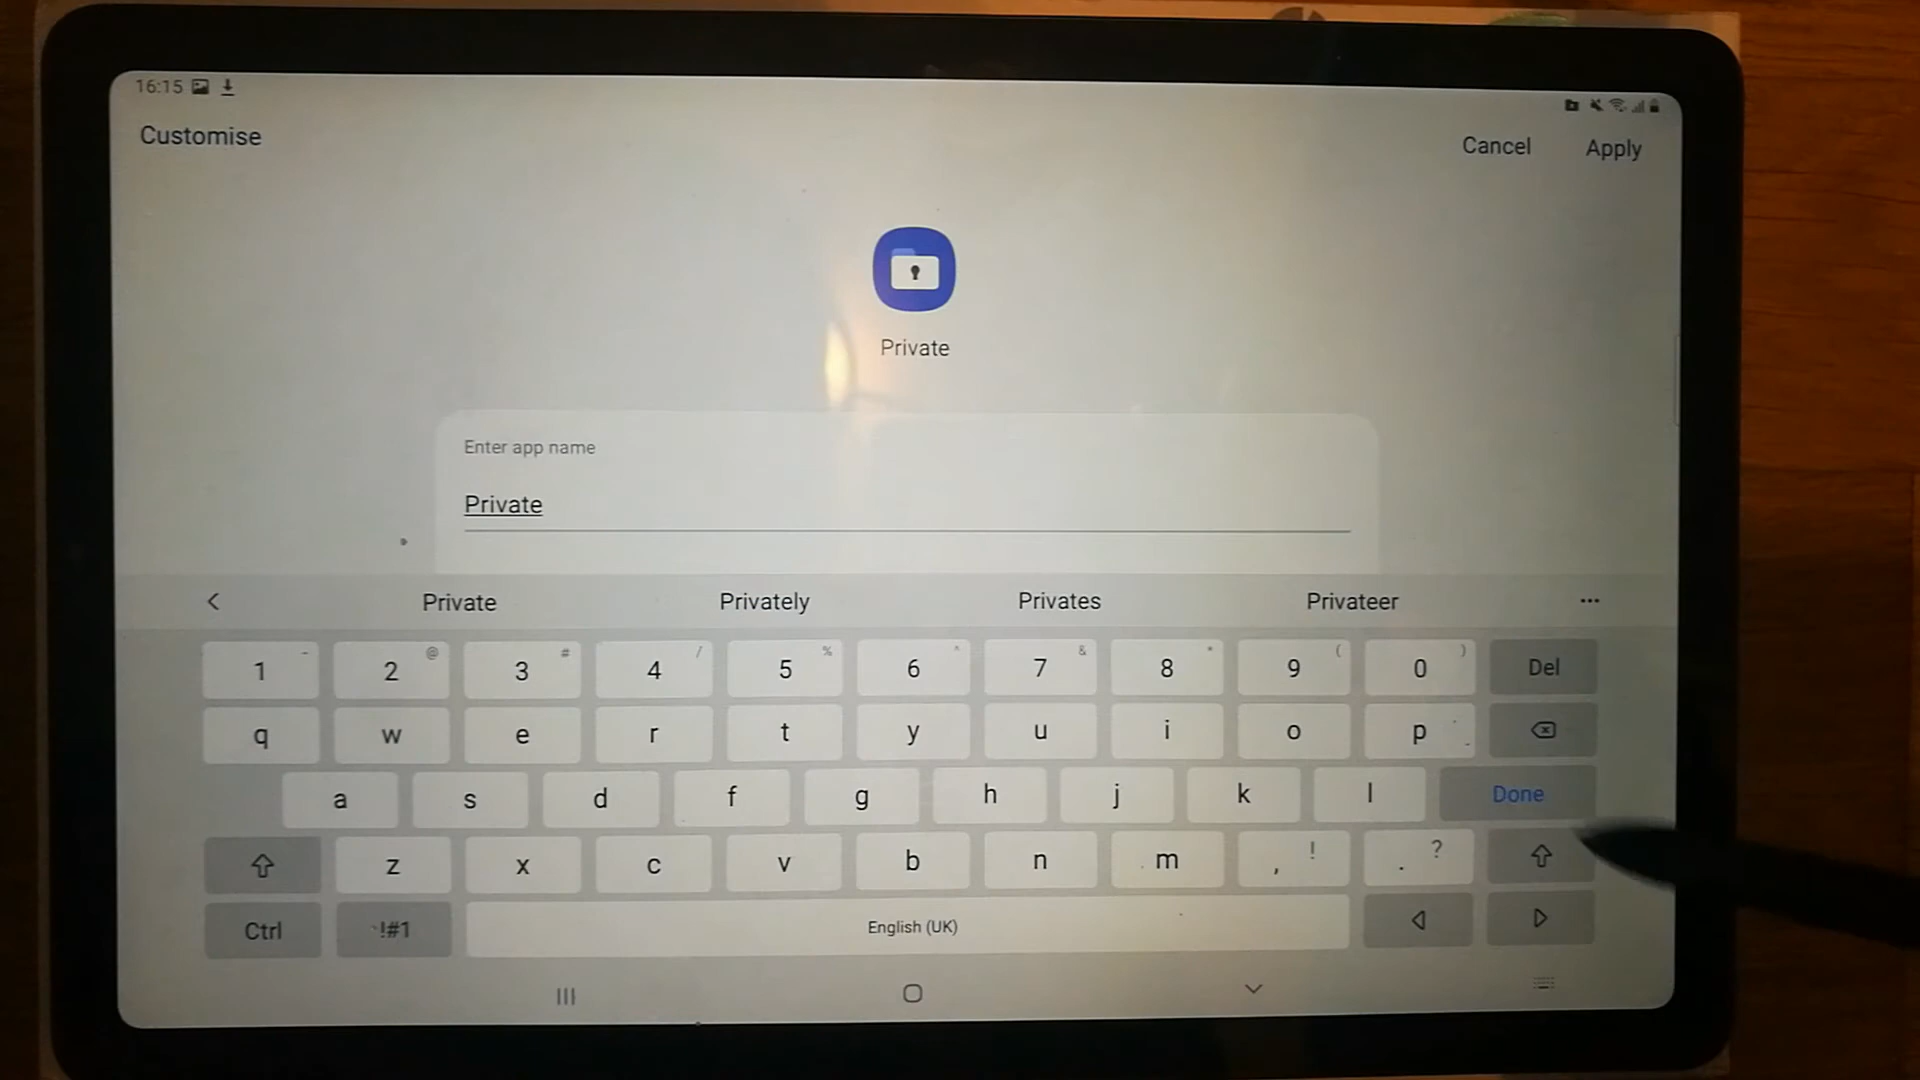 16:15
Customise
Cancel Apply
Private
Enter app name
Private
Private Privately Privates Privateer ...
1 - 2 @ 3 # 4 / 5 % 6 ^ 7 & 8 * 9 ( 0 ) Del
q w e r t y u i o p
a s d f g h j k l Done
z x c v b n m , ! . ?
Ctrl !#1 English (UK)